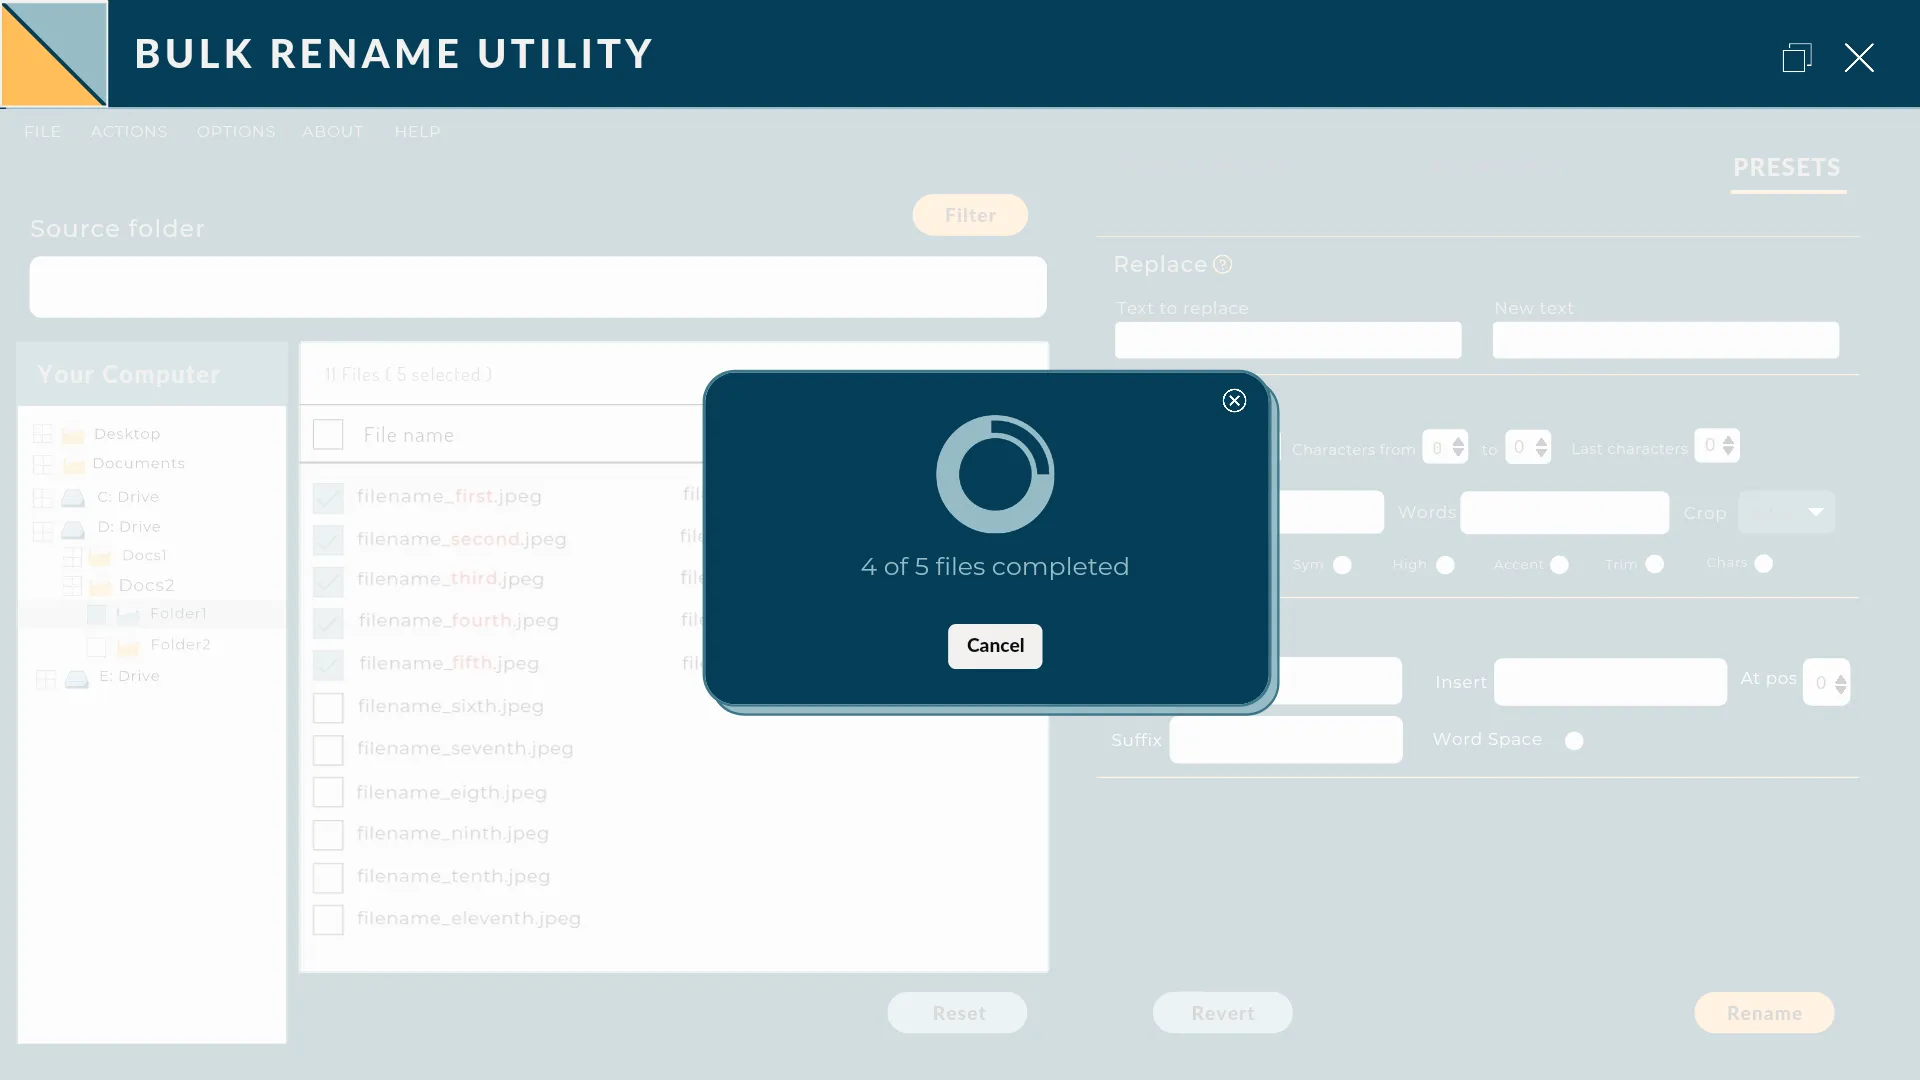 BULK RENAME UTILITY
FILE ACTIONS OPTIONS ABOUT HELP
PRESETS
Source folder
Filter
Replace ?
Text to replace
New text
Your Computer
Desktop
Documents
C: Drive
D: Drive
Docs1
Docs2
Folder1
Folder2
E: Drive
11 Files ( 5 selected )
File name
filename_first.jpeg
fil
filename_second.jpeg
file
filename_third.jpeg
file
filename_fourth.jpeg
file
filename_fifth.jpeg
file
filename_sixth.jpeg
filename_seventh.jpeg
filename_eigth.jpeg
filename_ninth.jpeg
filename_tenth.jpeg
filename_eleventh.jpeg
4 of 5 files completed
Cancel
Characters from 0 to 0 Last characters 0
Words
Crop
Sym High Accent Trim Chars
Insert
At pos 0
Suffix
Word Space
Reset
Revert
Rename